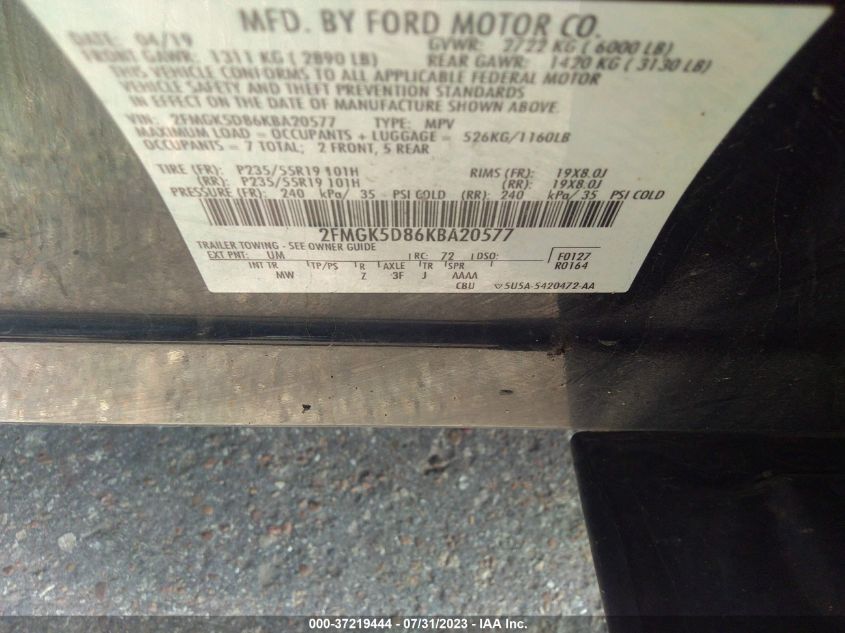 MFD. BY FORD MOTOR CO.
DATE: 04/19 GVWR: 2722 KG ( 6000 LB)
FRONT GAWR: 1311 KG ( 2890 LB) REAR GAWR: 1420 KG ( 3130 LB)
THIS VEHICLE CONFORMS TO ALL APPLICABLE FEDERAL MOTOR
VEHICLE SAFETY AND THEFT PREVENTION STANDARDS
IN EFFECT ON THE DATE OF MANUFACTURE SHOWN ABOVE.
VIN: 2FMGK5D86KBA20577 TYPE: MPV
MAXIMUM LOAD = OCCUPANTS + LUGGAGE = 526KG/1160LB
OCCUPANTS = 7 TOTAL; 2 FRONT, 5 REAR
TIRE (FR): P235/55R19 101H RIMS (FR): 19X8.0J
(RR): P235/55R19 101H (RR): 19X8.0J
PRESSURE (FR): 240 kPa/ 35 PSI COLD (RR): 240 kPa/ 35 PSI COLD
2FMGK5D86KBA20577
TRAILER TOWING - SEE OWNER GUIDE
EXT PNT: UM RC: 72 DSO: F0127
INT TR TP/PS R AXLE TR SPR R0164
MW Z 3F J AAAA
CBU 5U5A-5420472-AA
000-37219444 - 07/31/2023 - IAA Inc.